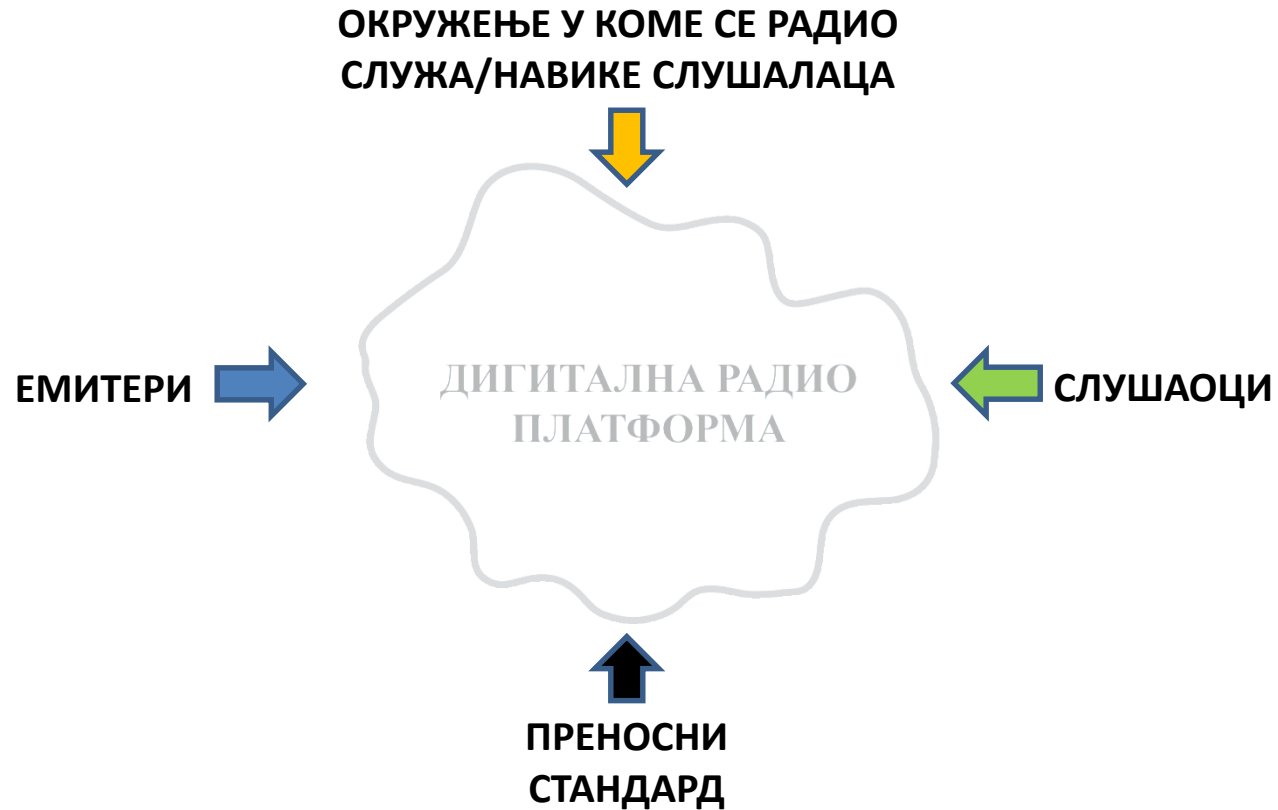 ОКРУЖЕЊЕ У КОМЕ СЕ РАДИО
СЛУЖА/НАВИКЕ СЛУШАЛАЦА
ДИГИТАЛНА РАДИО
ПЛАТФОРМА
ЕМИТЕРИ
СЛУШАОЦИ
ПРЕНОСНИ
СТАНДАРД